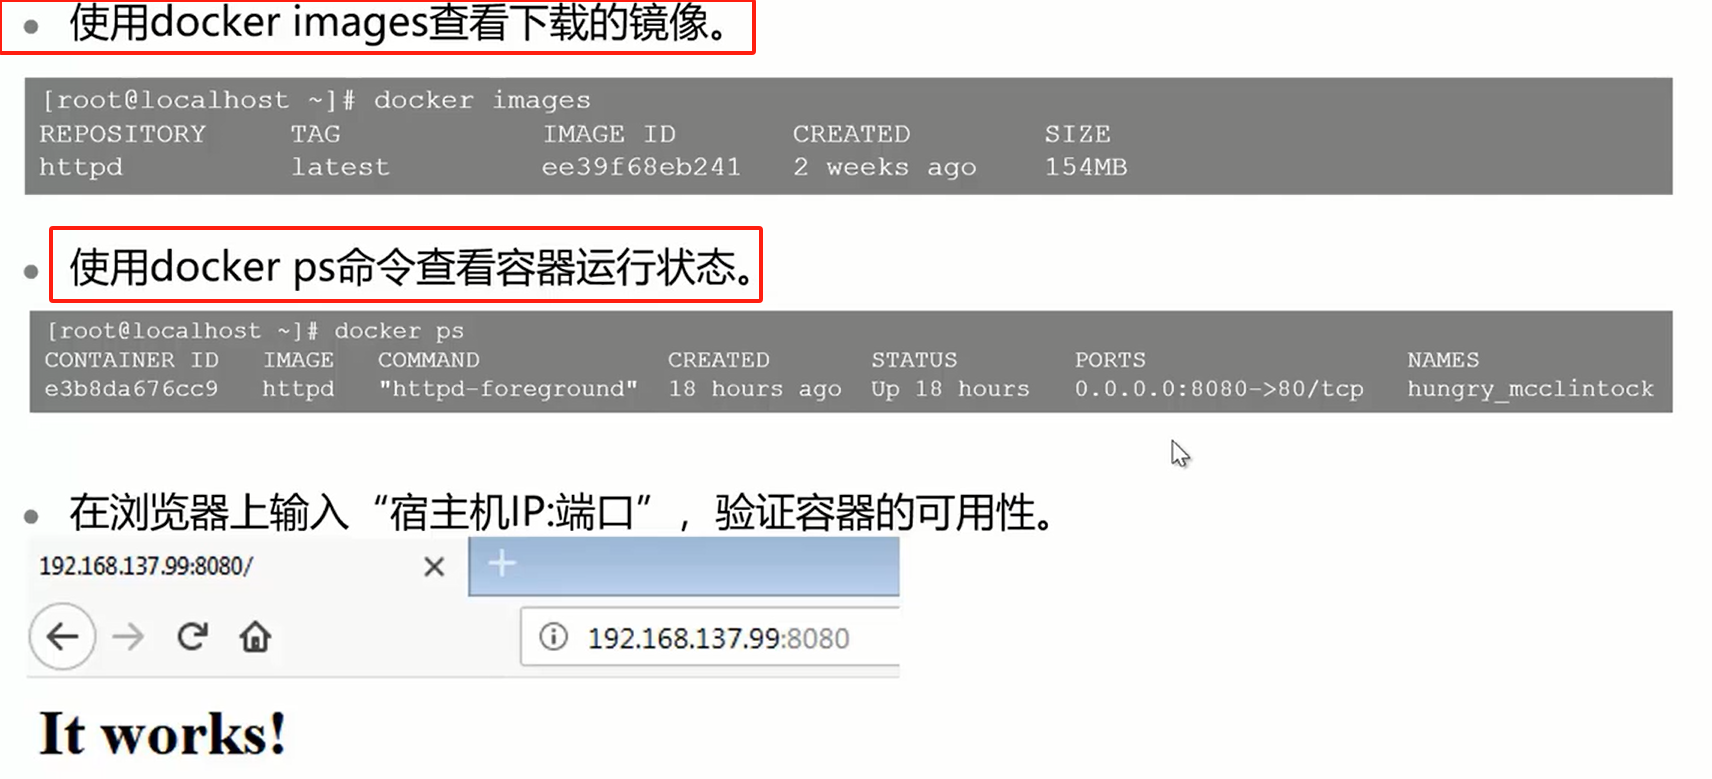 使用docker images查看下载的镜像。
[root@localhost ~]# docker images
REPOSITORY TAG IMAGE ID CREATED SIZE
httpd latest ee39f68eb241 2 weeks ago 154MB
使用docker ps命令查看容器运行状态。
[root@localhost ~]# docker ps
CONTAINER ID IMAGE COMMAND CREATED STATUS PORTS NAMES
e3b8da676cc9 httpd "httpd-foreground" 18 hours ago Up 18 hours 0.0.0.0:8080->80/tcp hungry_mcclintock
在浏览器上输入“宿主机IP:端口”，验证容器的可用性。
192.168.137.99:8080/
192.168.137.99:8080
It works!